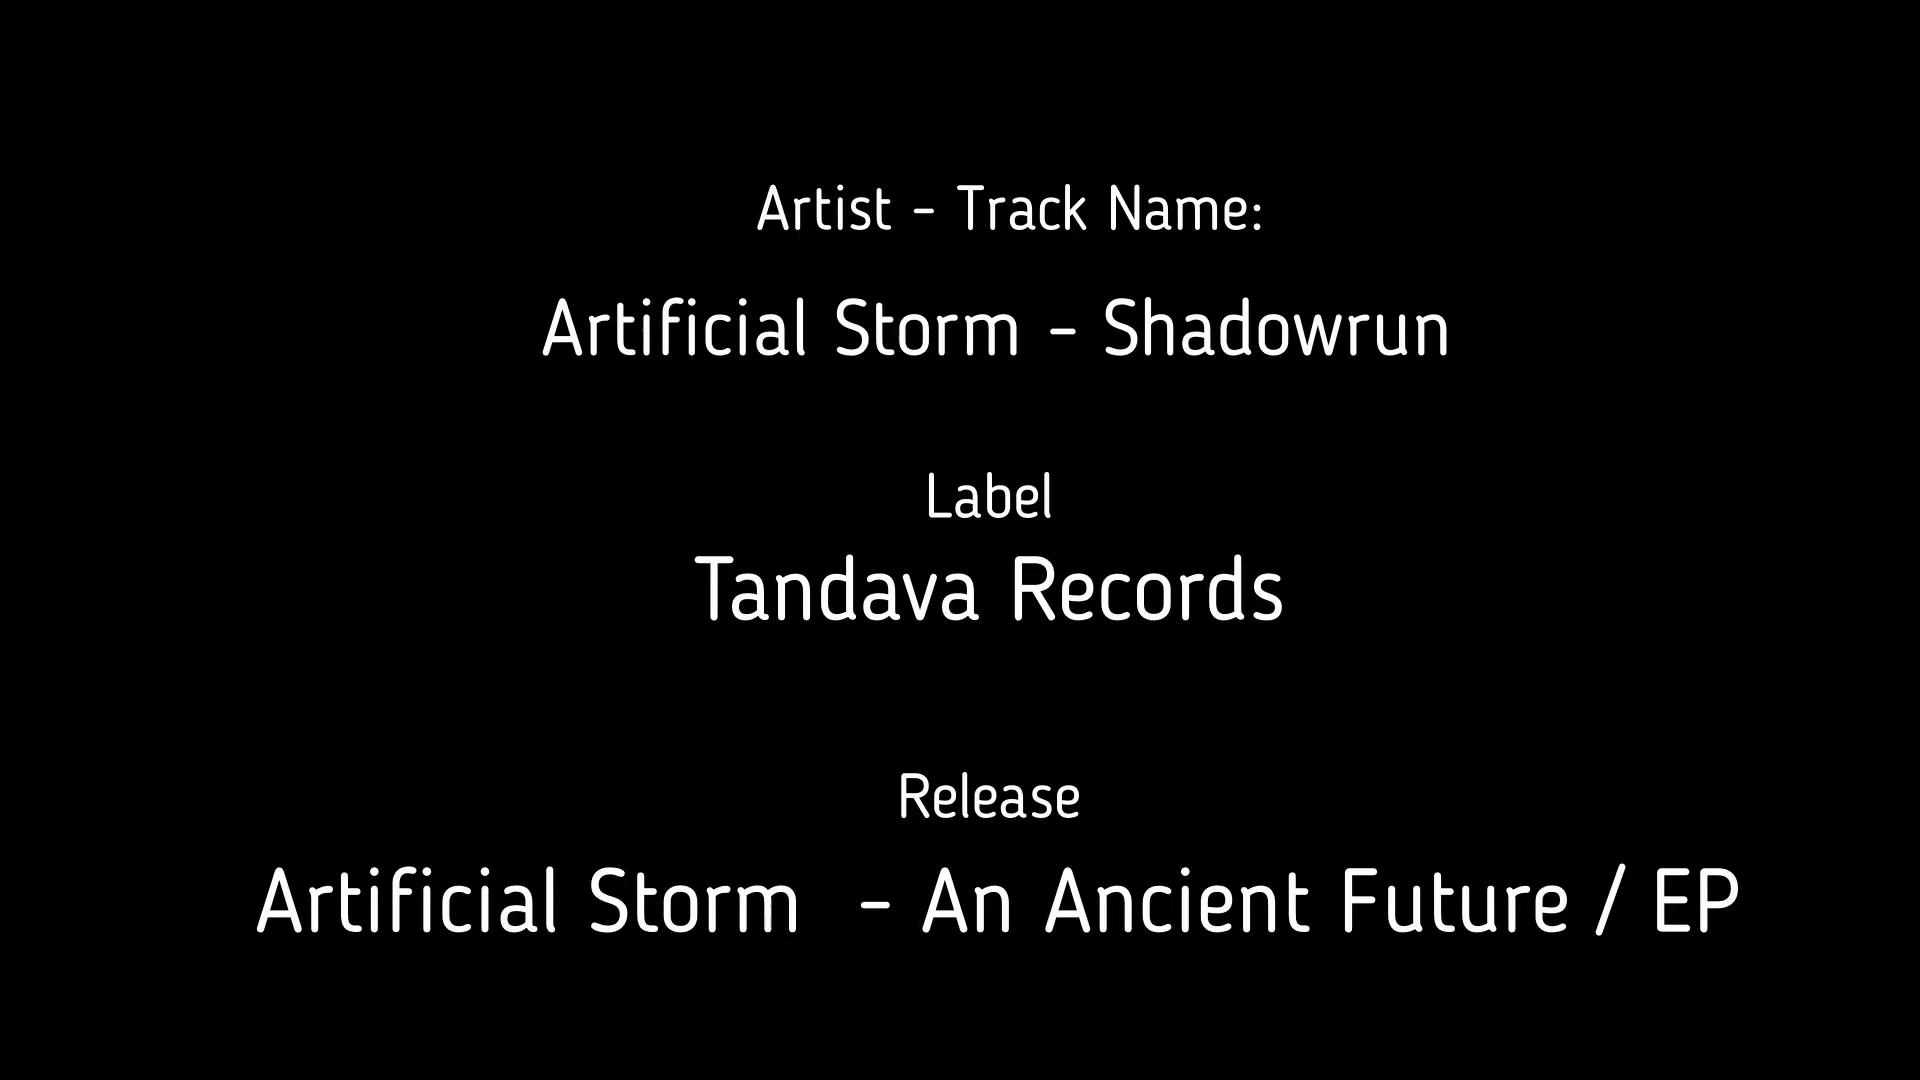 Artist - Track Name:
Artificial Storm - Shadowrun
Label
Tandava Records
Release
Artificial Storm - An Ancient Future / EP